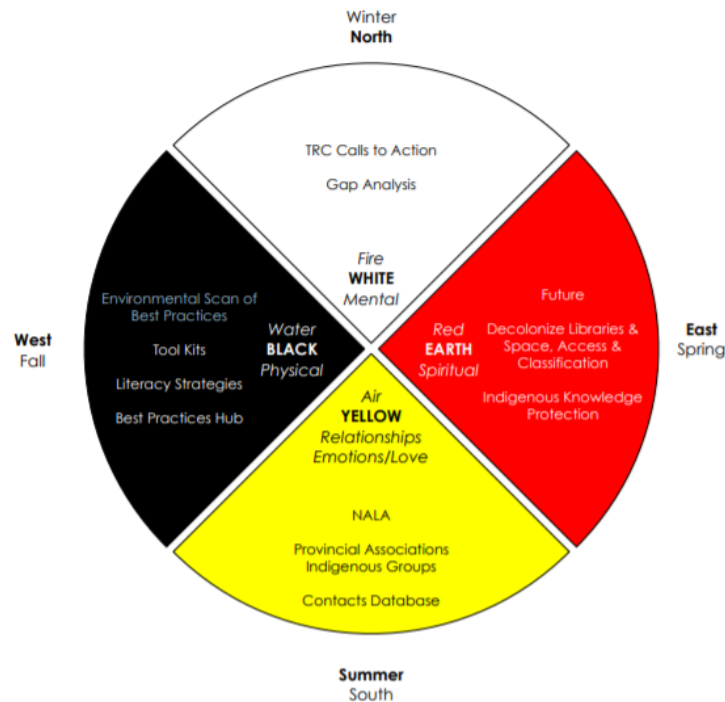 Winter
North
TRC Calls to Action
Gap Analysis
Fire
WHITE
Mental
West
Fall
Environmental Scan of
Best Practices
Tool Kits
Literacy Strategies
Best Practices Hub
Water
BLACK
Physical
Red
EARTH
Spiritual
Future
Decolonize Libraries &
Space, Access &
Classification
Indigenous Knowledge
Protection
East
Spring
Air
YELLOW
Relationships
Emotions/Love
NALA
Provincial Associations
Indigenous Groups
Contacts Database
Summer
South